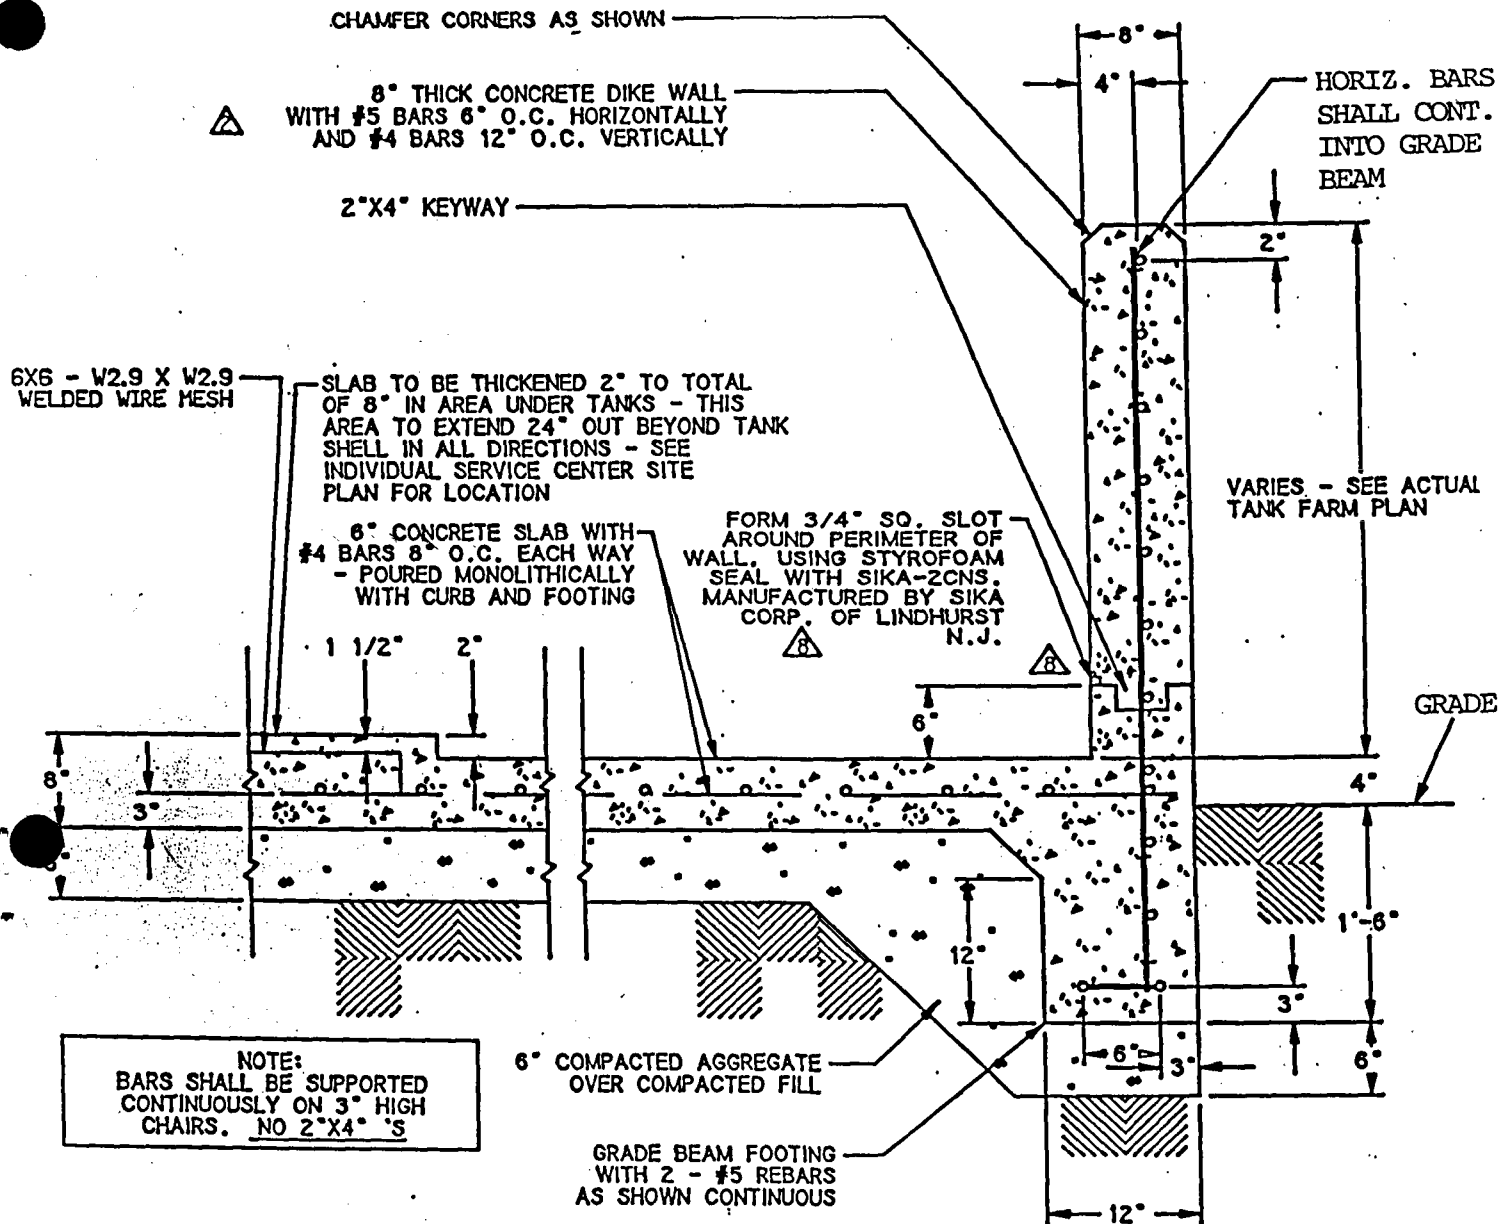 CHAMFER CORNERS AS SHOWN
8"
4"
HORIZ. BARS
SHALL CONT.
INTO GRADE
BEAM
8" THICK CONCRETE DIKE WALL
WITH #5 BARS 6" O.C. HORIZONTALLY
AND #4 BARS 12" O.C. VERTICALLY
2"X4" KEYWAY
2"
6X6 - W2.9 X W2.9
WELDED WIRE MESH
SLAB TO BE THICKENED 2" TO TOTAL
OF 8" IN AREA UNDER TANKS - THIS
AREA TO EXTEND 24" OUT BEYOND TANK
SHELL IN ALL DIRECTIONS - SEE
INDIVIDUAL SERVICE CENTER SITE
PLAN FOR LOCATION
VARIES - SEE ACTUAL
TANK FARM PLAN
6" CONCRETE SLAB WITH
#4 BARS 8" O.C. EACH WAY
- POURED MONOLITHICALLY
WITH CURB AND FOOTING
FORM 3/4" SQ. SLOT
AROUND PERIMETER OF
WALL, USING STYROFOAM
SEAL WITH SIKA-2CNS.
MANUFACTURED BY SIKA
CORP. OF LINDHURST
N.J.
8
8
1 1/2"
2"
6"
GRADE
8"
3"
4"
12"
1'-6"
3"
6"
3"
6"
NOTE:
BARS SHALL BE SUPPORTED
CONTINUOUSLY ON 3" HIGH
CHAIRS. NO 2"X4" 'S
6" COMPACTED AGGREGATE
OVER COMPACTED FILL
GRADE BEAM FOOTING
WITH 2 - #5 REBARS
AS SHOWN CONTINUOUS
12"